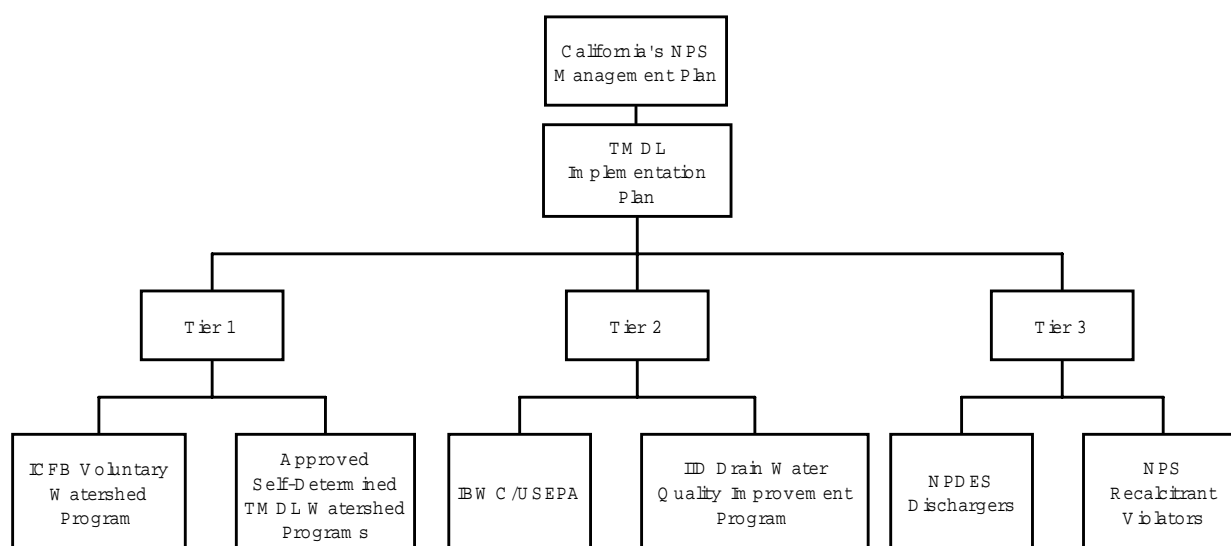 California's NPS
Management Plan
TMDL
Implementation
Plan
Tier 1
Tier 2
Tier 3
ICFB Voluntary
Watershed
Program
Approved
Self-Determined
TMDL Watershed
Programs
IBWC/USEPA
IID Drain Water
Quality Improvement
Program
NPDES
Dischargers
NPS
Recalcitrant
Violators